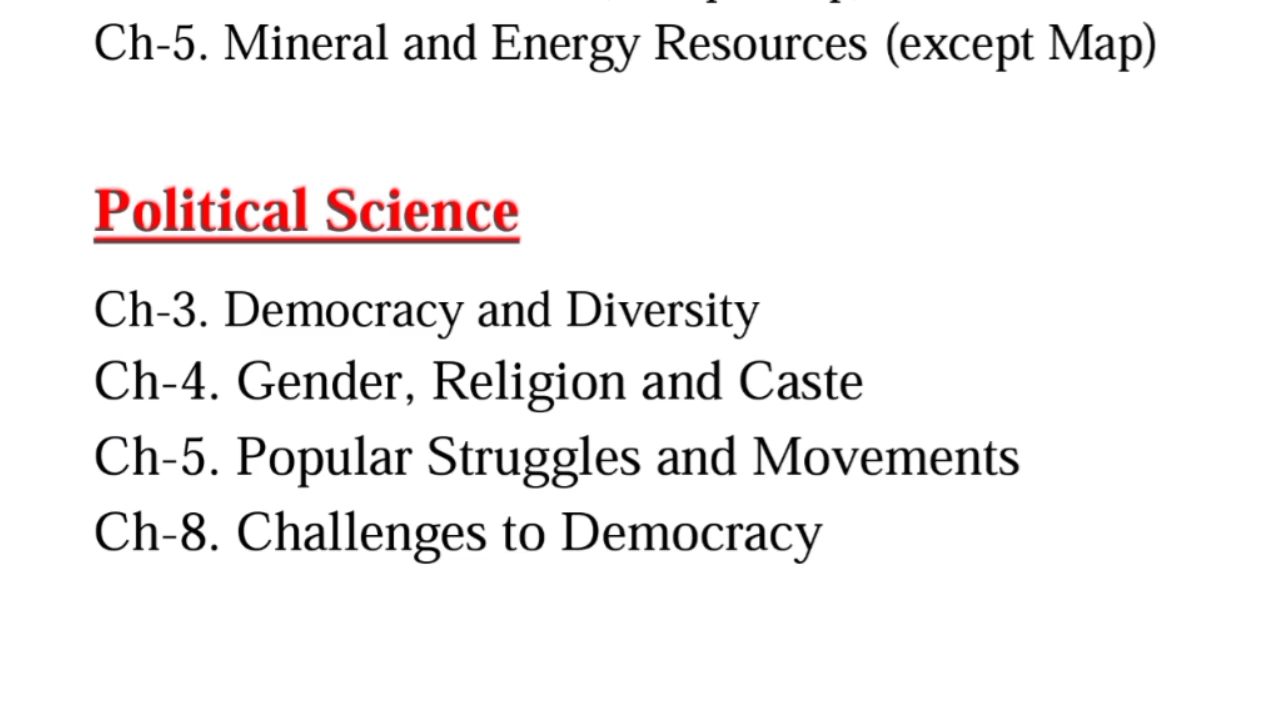 Ch-5. Mineral and Energy Resources (except Map)
Political Science
Ch-3. Democracy and Diversity
Ch-4. Gender, Religion and Caste
Ch-5. Popular Struggles and Movements
Ch-8. Challenges to Democracy